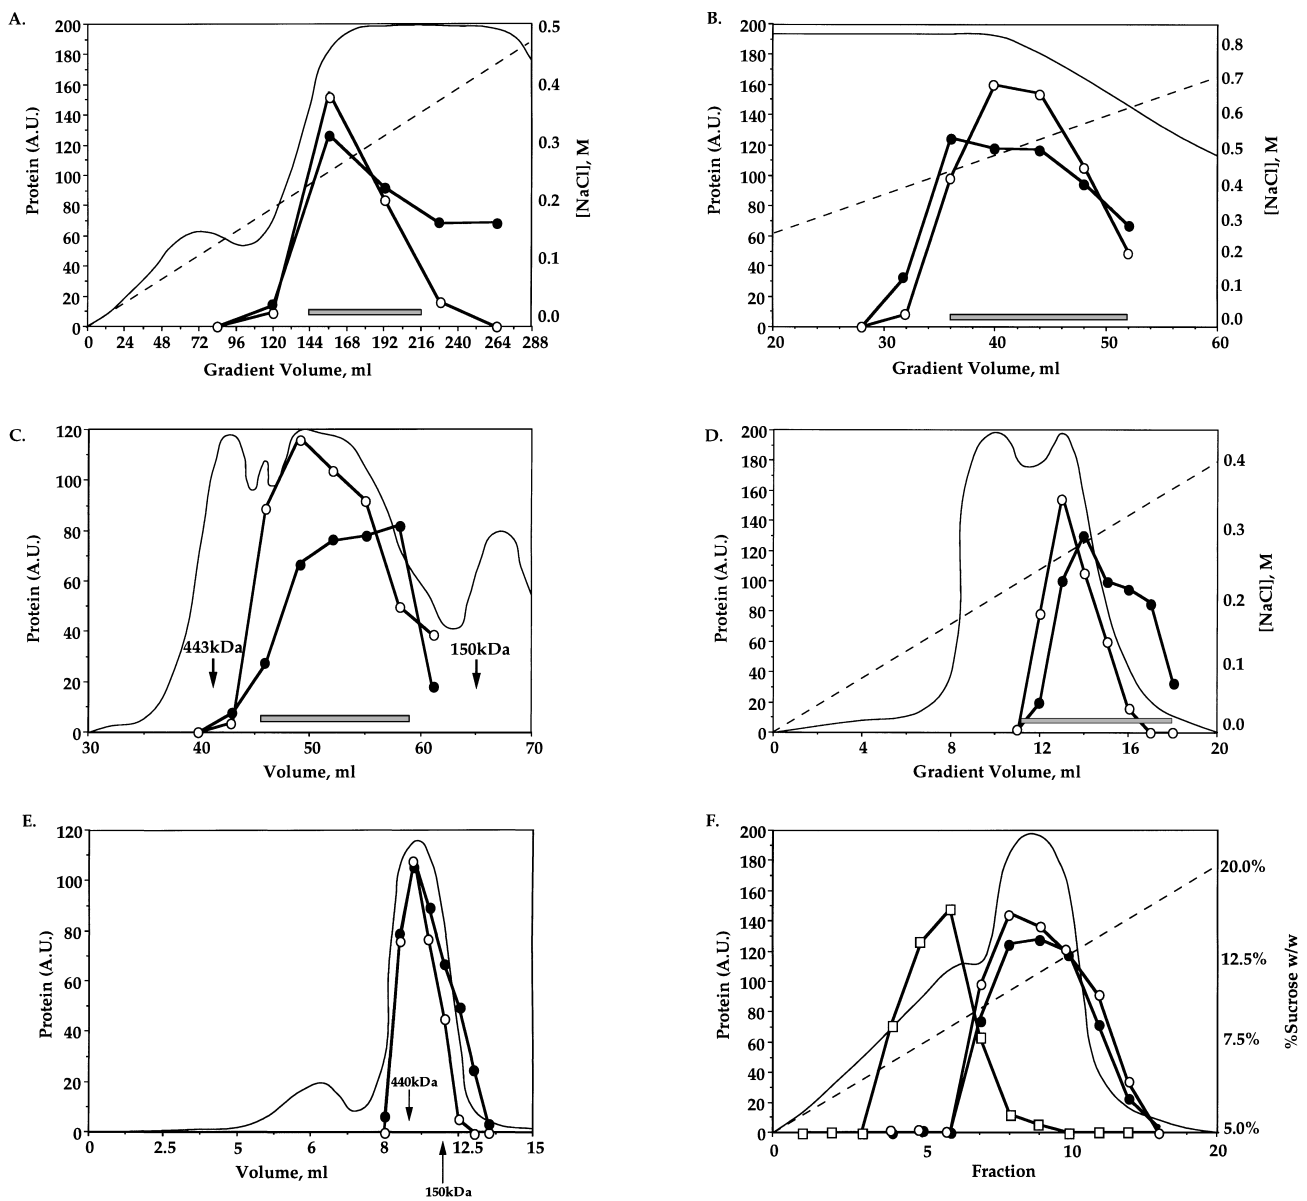 A.
200
180
160
140
120
100
80
60
40
20
0
Protein (A.U.)
0.5
0.4
0.3
0.2
0.1
0.0
[NaCl], M
0 24 48 72 96 120 144 168 192 216 240 264 288
Gradient Volume, ml
B.
200
180
160
140
120
100
80
60
40
20
0
Protein (A.U.)
0.8
0.7
0.6
0.5
0.4
0.3
0.2
0.1
0.0
[NaCl], M
20 30 40 50 60
Gradient Volume, ml
C.
120
100
80
60
40
20
0
Protein (A.U.)
443kDa
150kDa
30 40 50 60 70
Volume, ml
D.
200
180
160
140
120
100
80
60
40
20
0
Protein (A.U.)
0.4
0.3
0.2
0.1
0.0
[NaCl], M
0 4 8 12 16 20
Gradient Volume, ml
E.
120
100
80
60
40
20
0
Protein (A.U.)
440kDa
0 2.5 5 6 8 12.5 15
Volume, ml
150kDa
F.
200
180
160
140
120
100
80
60
40
20
0
Protein (A.U.)
20.0%
12.5%
7.5%
5.0%
%Sucrose w/w
0 5 10 20
Fraction